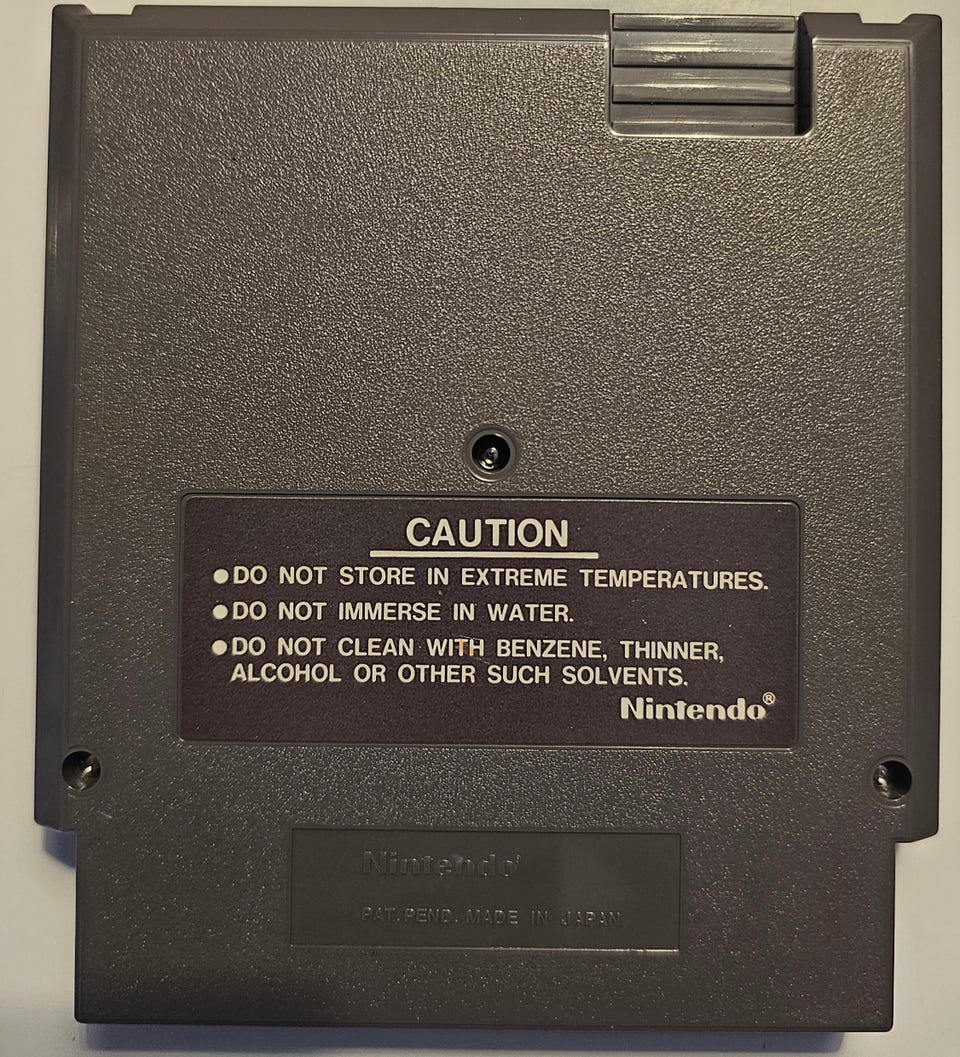 CAUTION
●DO NOT STORE IN EXTREME TEMPERATURES.
●DO NOT IMMERSE IN WATER.
●DO NOT CLEAN WITH BENZENE, THINNER,
ALCOHOL OR OTHER SUCH SOLVENTS.
Nintendo®
Nintendo®
PAT.PEND. MADE IN JAPAN